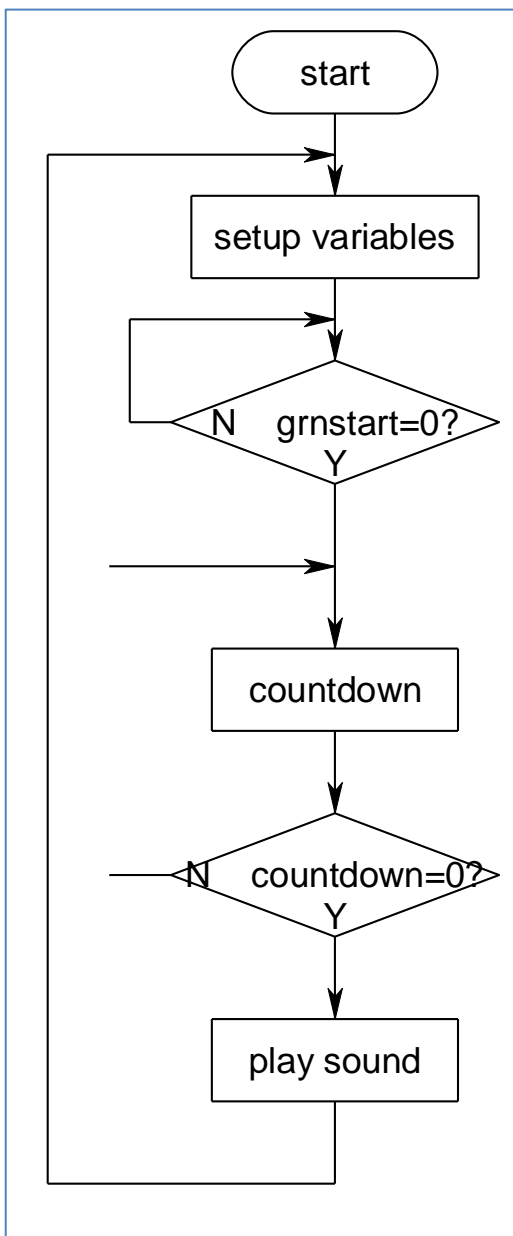 start
setup variables
N grnstart=0?
Y
countdown
N countdown=0?
Y
play sound